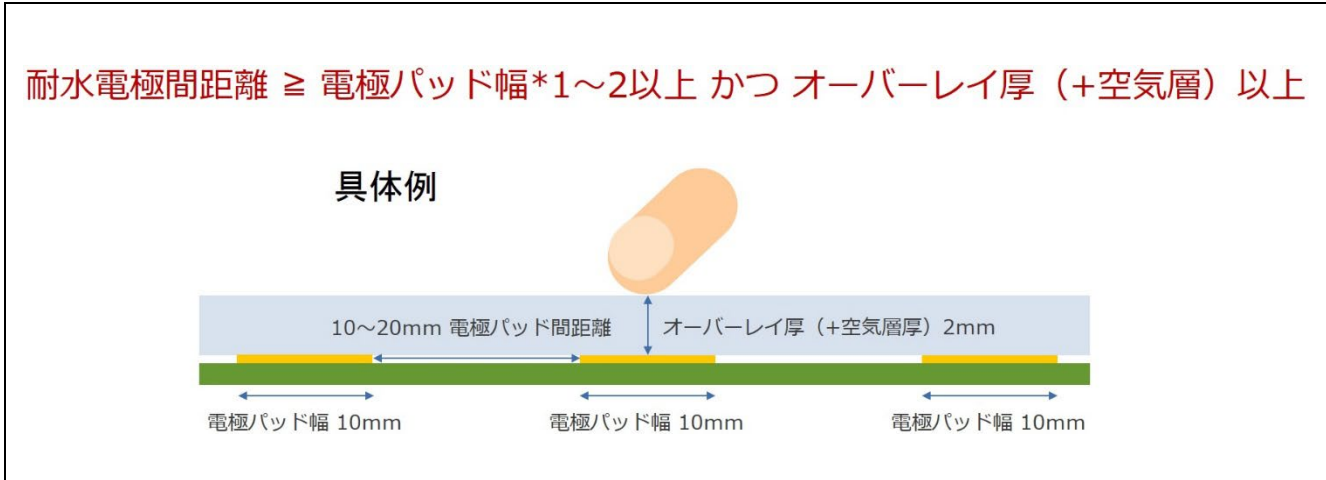 耐水電極間距離 ≧ 電極パッド幅*1～2以上 かつ オーバーレイ厚（+空気層）以上
具体例
10～20mm 電極パッド間距離
オーバーレイ厚（+空気層厚）2mm
電極パッド幅 10mm
電極パッド幅 10mm
電極パッド幅 10mm